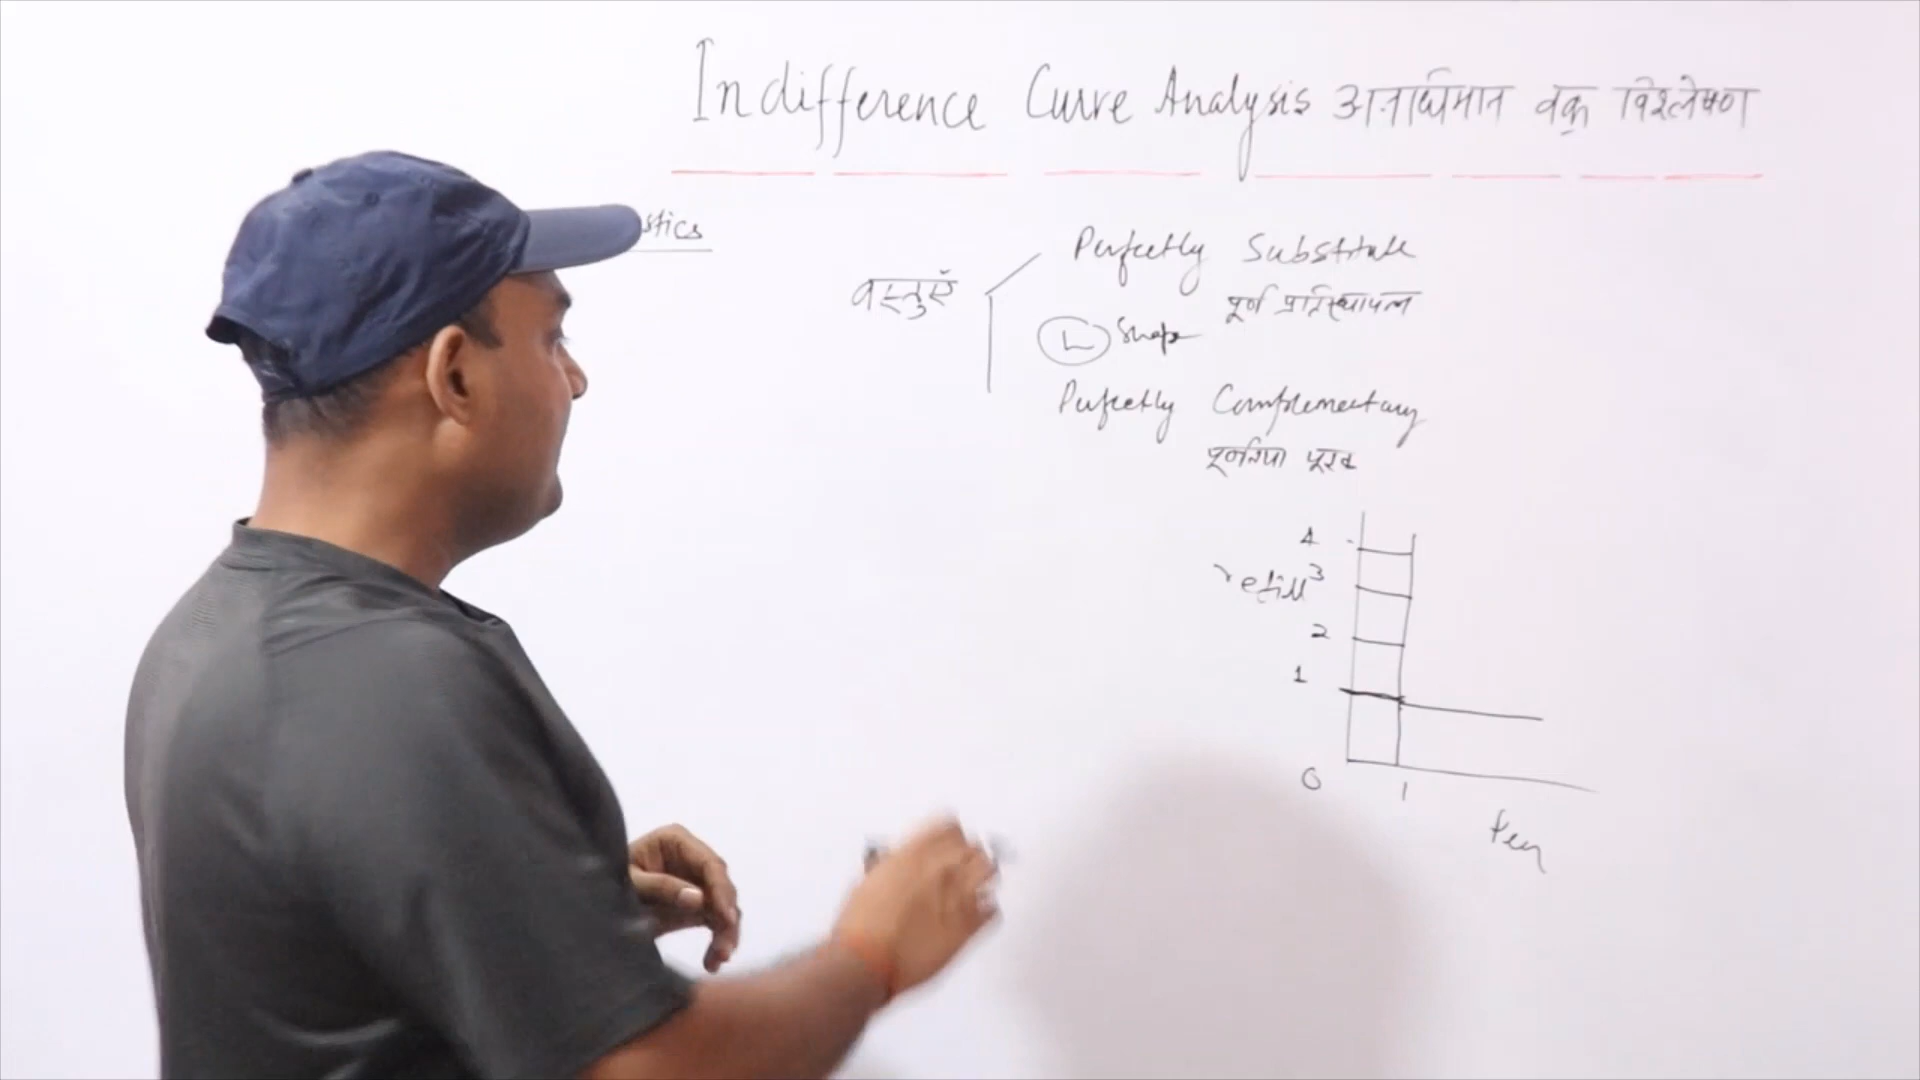 Indifference Curve Analysis अनधिमान वक्र विश्लेषण
stics
वस्तुएँ
Perfectly Substitute
पूर्ण प्रतिस्थापन
L Shape
Perfectly Complementary
पूर्णतया पूरक
4
refill 3
2
1
0 1
Pen